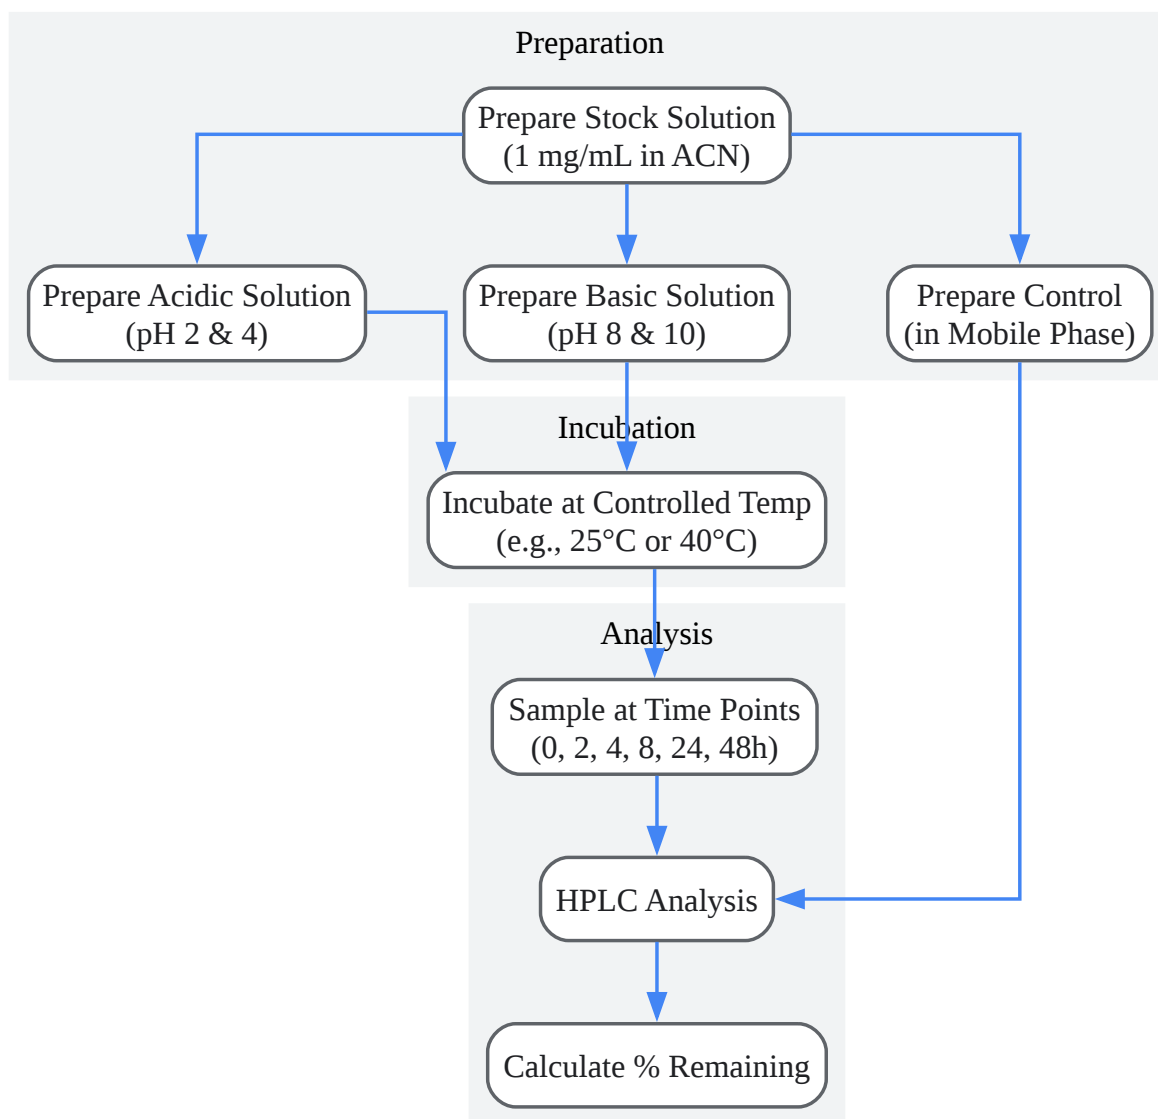 Preparation
Prepare Stock Solution
(1 mg/mL in ACN)
Prepare Acidic Solution
(pH 2 & 4)
Prepare Basic Solution
(pH 8 & 10)
Prepare Control
(in Mobile Phase)
Incubation
Incubate at Controlled Temp
(e.g., 25°C or 40°C)
Analysis
Sample at Time Points
(0, 2, 4, 8, 24, 48h)
HPLC Analysis
Calculate % Remaining